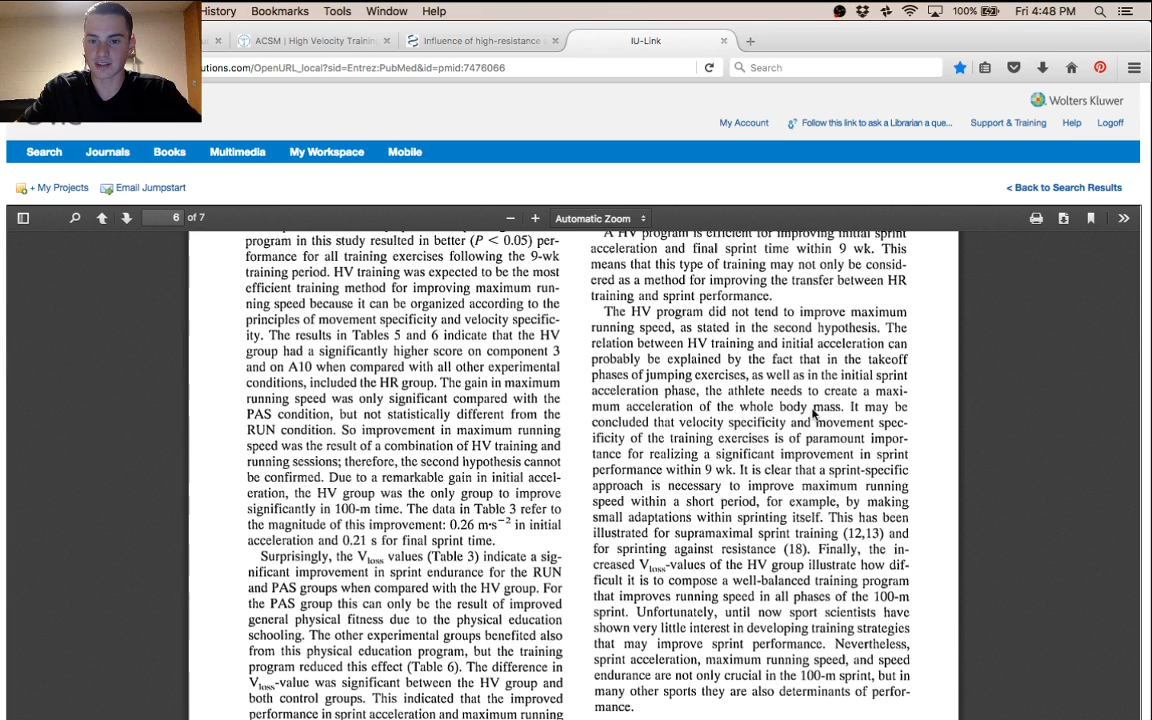 History Bookmarks Tools Window Help 100% Fri 4:48 PM
ACSM | High Velocity Trainin Influence of high-resistance a IU-Link
utions.com/OpenURL_local?sid=Entrez:PubMed&id=pmid:7476066 Search
Wolters Kluwer
My Account Follow this link to ask a Librarian a que... Support & Training Help Logoff
Search Journals Books Multimedia My Workspace Mobile
+ My Projects Email Jumpstart < Back to Search Results
6 of 7 Automatic Zoom
program in this study resulted in better (P < 0.05) per-
formance for all training exercises following the 9-wk
training period. HV training was expected to be the most
efficient training method for improving maximum run-
ning speed because it can be organized according to the
principles of movement specificity and velocity specific-
ity. The results in Tables 5 and 6 indicate that the HV
group had a significantly higher score on component 3
and on A10 when compared with all other experimental
conditions, included the HR group. The gain in maximum
running speed was only significant compared with the
PAS condition, but not statistically different from the
RUN condition. So improvement in maximum running
speed was the result of a combination of HV training and
running sessions; therefore, the second hypothesis cannot
be confirmed. Due to a remarkable gain in initial accel-
eration, the HV group was the only group to improve
significantly in 100-m time. The data in Table 3 refer to
the magnitude of this improvement: 0.26 m·s⁻² in initial
acceleration and 0.21 s for final sprint time.
Surprisingly, the Vloss values (Table 3) indicate a sig-
nificant improvement in sprint endurance for the RUN
and PAS groups when compared with the HV group. For
the PAS group this can only be the result of improved
general physical fitness due to the physical education
schooling. The other experimental groups benefited also
from this physical education program, but the training
program reduced this effect (Table 6). The difference in
Vloss-value was significant between the HV group and
both control groups. This indicated that the improved
performance in sprint acceleration and maximum running
A HV program is efficient for improving initial sprint
acceleration and final sprint time within 9 wk. This
means that this type of training may not only be consid-
ered as a method for improving the transfer between HR
training and sprint performance.
The HV program did not tend to improve maximum
running speed, as stated in the second hypothesis. The
relation between HV training and initial acceleration can
probably be explained by the fact that in the takeoff
phases of jumping exercises, as well as in the initial sprint
acceleration phase, the athlete needs to create a maxi-
mum acceleration of the whole body mass. It may be
concluded that velocity specificity and movement spec-
ificity of the training exercises is of paramount impor-
tance for realizing a significant improvement in sprint
performance within 9 wk. It is clear that a sprint-specific
approach is necessary to improve maximum running
speed within a short period, for example, by making
small adaptations within sprinting itself. This has been
illustrated for supramaximal sprint training (12,13) and
for sprinting against resistance (18). Finally, the in-
creased Vloss-values of the HV group illustrate how dif-
ficult it is to compose a well-balanced training program
that improves running speed in all phases of the 100-m
sprint. Unfortunately, until now sport scientists have
shown very little interest in developing training strategies
that may improve sprint performance. Nevertheless,
sprint acceleration, maximum running speed, and speed
endurance are not only crucial in the 100-m sprint, but in
many other sports they are also determinants of perfor-
mance.